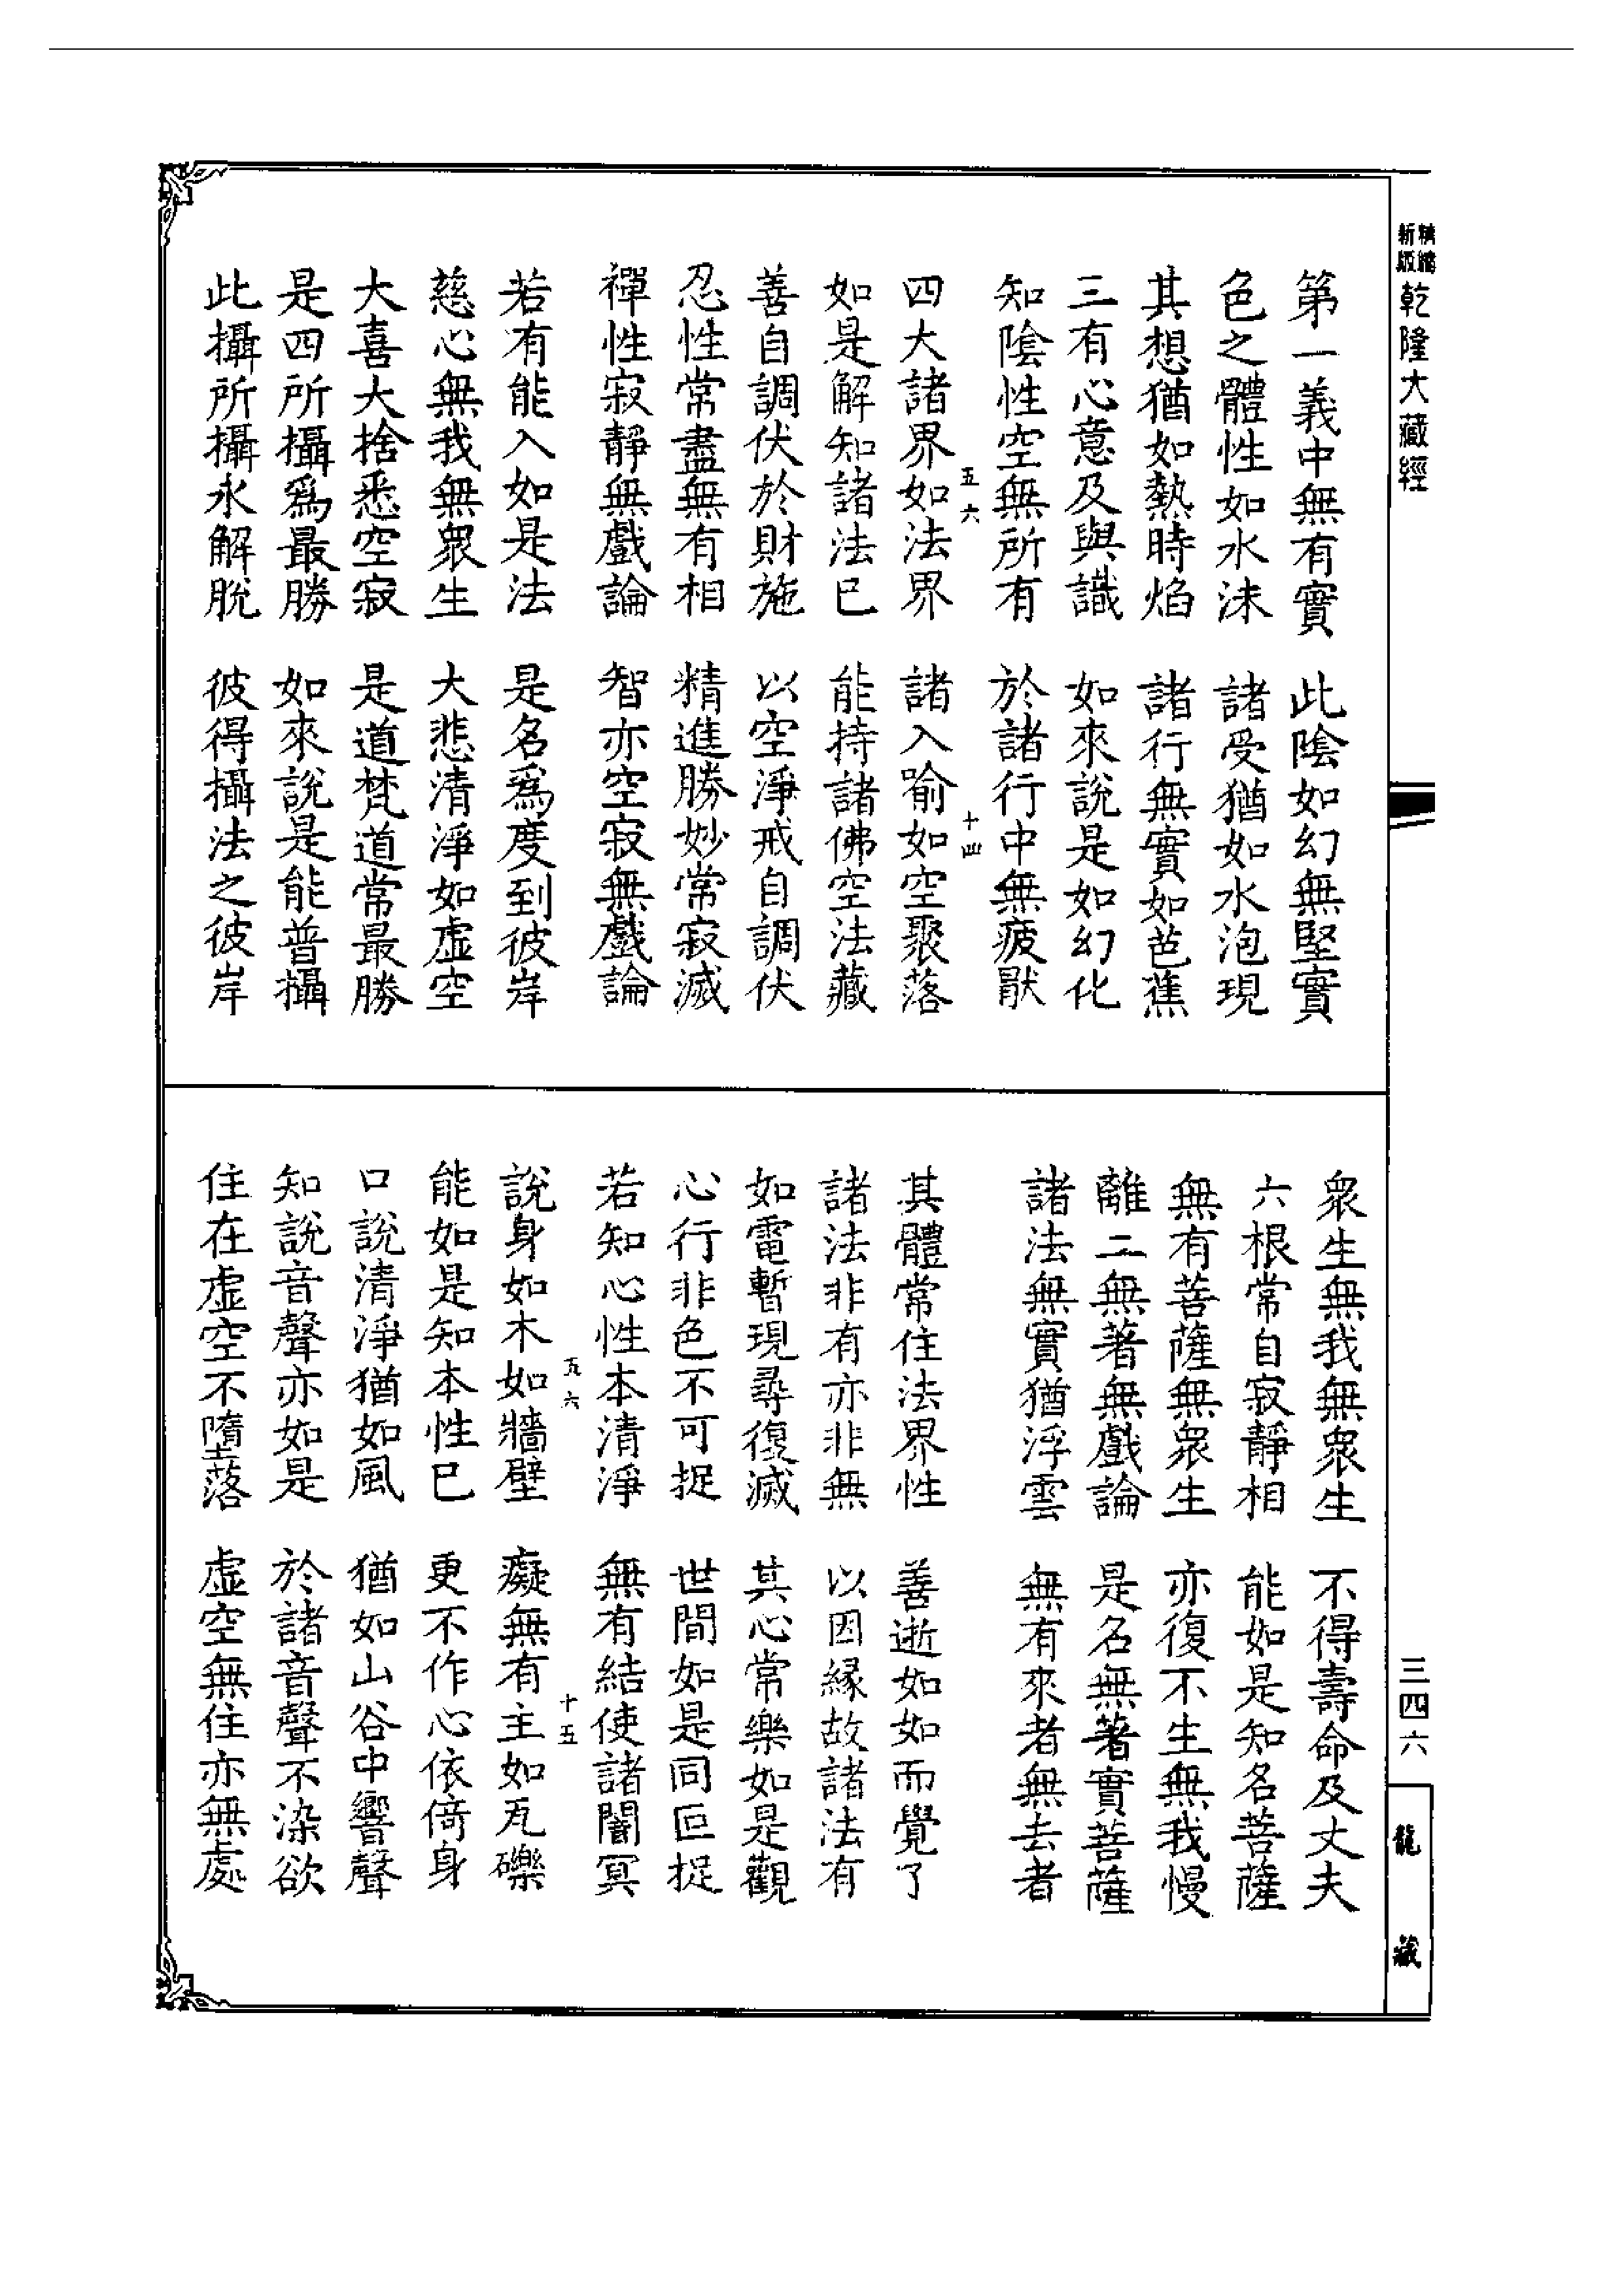 精縮新版乾隆大藏經
第一義中無有實　此陰如幻無堅實
色之體性如水沫　諸受猶如水泡現
其想猶如熱時焰　諸行無實如芭蕉
三有心意及與識　如來說是如幻化
知陰性空無所有　於諸行中無疲厭
五六　十四
四大諸界如法界　諸入喻如空聚落
如是解知諸法已　能持諸佛空法藏
善自調伏於財施　以空淨戒自調伏
忍性常盡無有相　精進勝妙常寂滅
禪性寂靜無戲論　智亦空寂無戲論
若有能入如是法　是名爲度到彼岸
慈心無我無衆生　大悲清淨如虛空
大喜大捨悉空寂　是道梵道常最勝
是四所攝爲最勝　如來說是能普攝
此攝所攝永解脫　彼得攝法之彼岸
衆生無我無衆生　不得壽命及丈夫
六根常自寂靜相　能如是知名菩薩
無有菩薩無衆生　亦復不生無我慢
離二無著無戲論　是名無著實菩薩
諸法無實猶浮雲　無有來者無去者
其體常住法界性　善逝如如而覺了
諸法非有亦非無　以因緣故諸法有
如電暫現尋復滅　其心常樂如是觀
心行非色不可捉　世間如是同叵捉
若知心性本清淨　無有結使諸闇冥
五六　十五
說身如木如牆壁　癡無有主如瓦礫
能如是知本性已　更不作心依倚身
口說清淨猶如風　猶如山谷中響聲
知說音聲亦如是　於諸音聲不染欲
住在虛空不墮落　虛空無住亦無處
三四六
龍藏